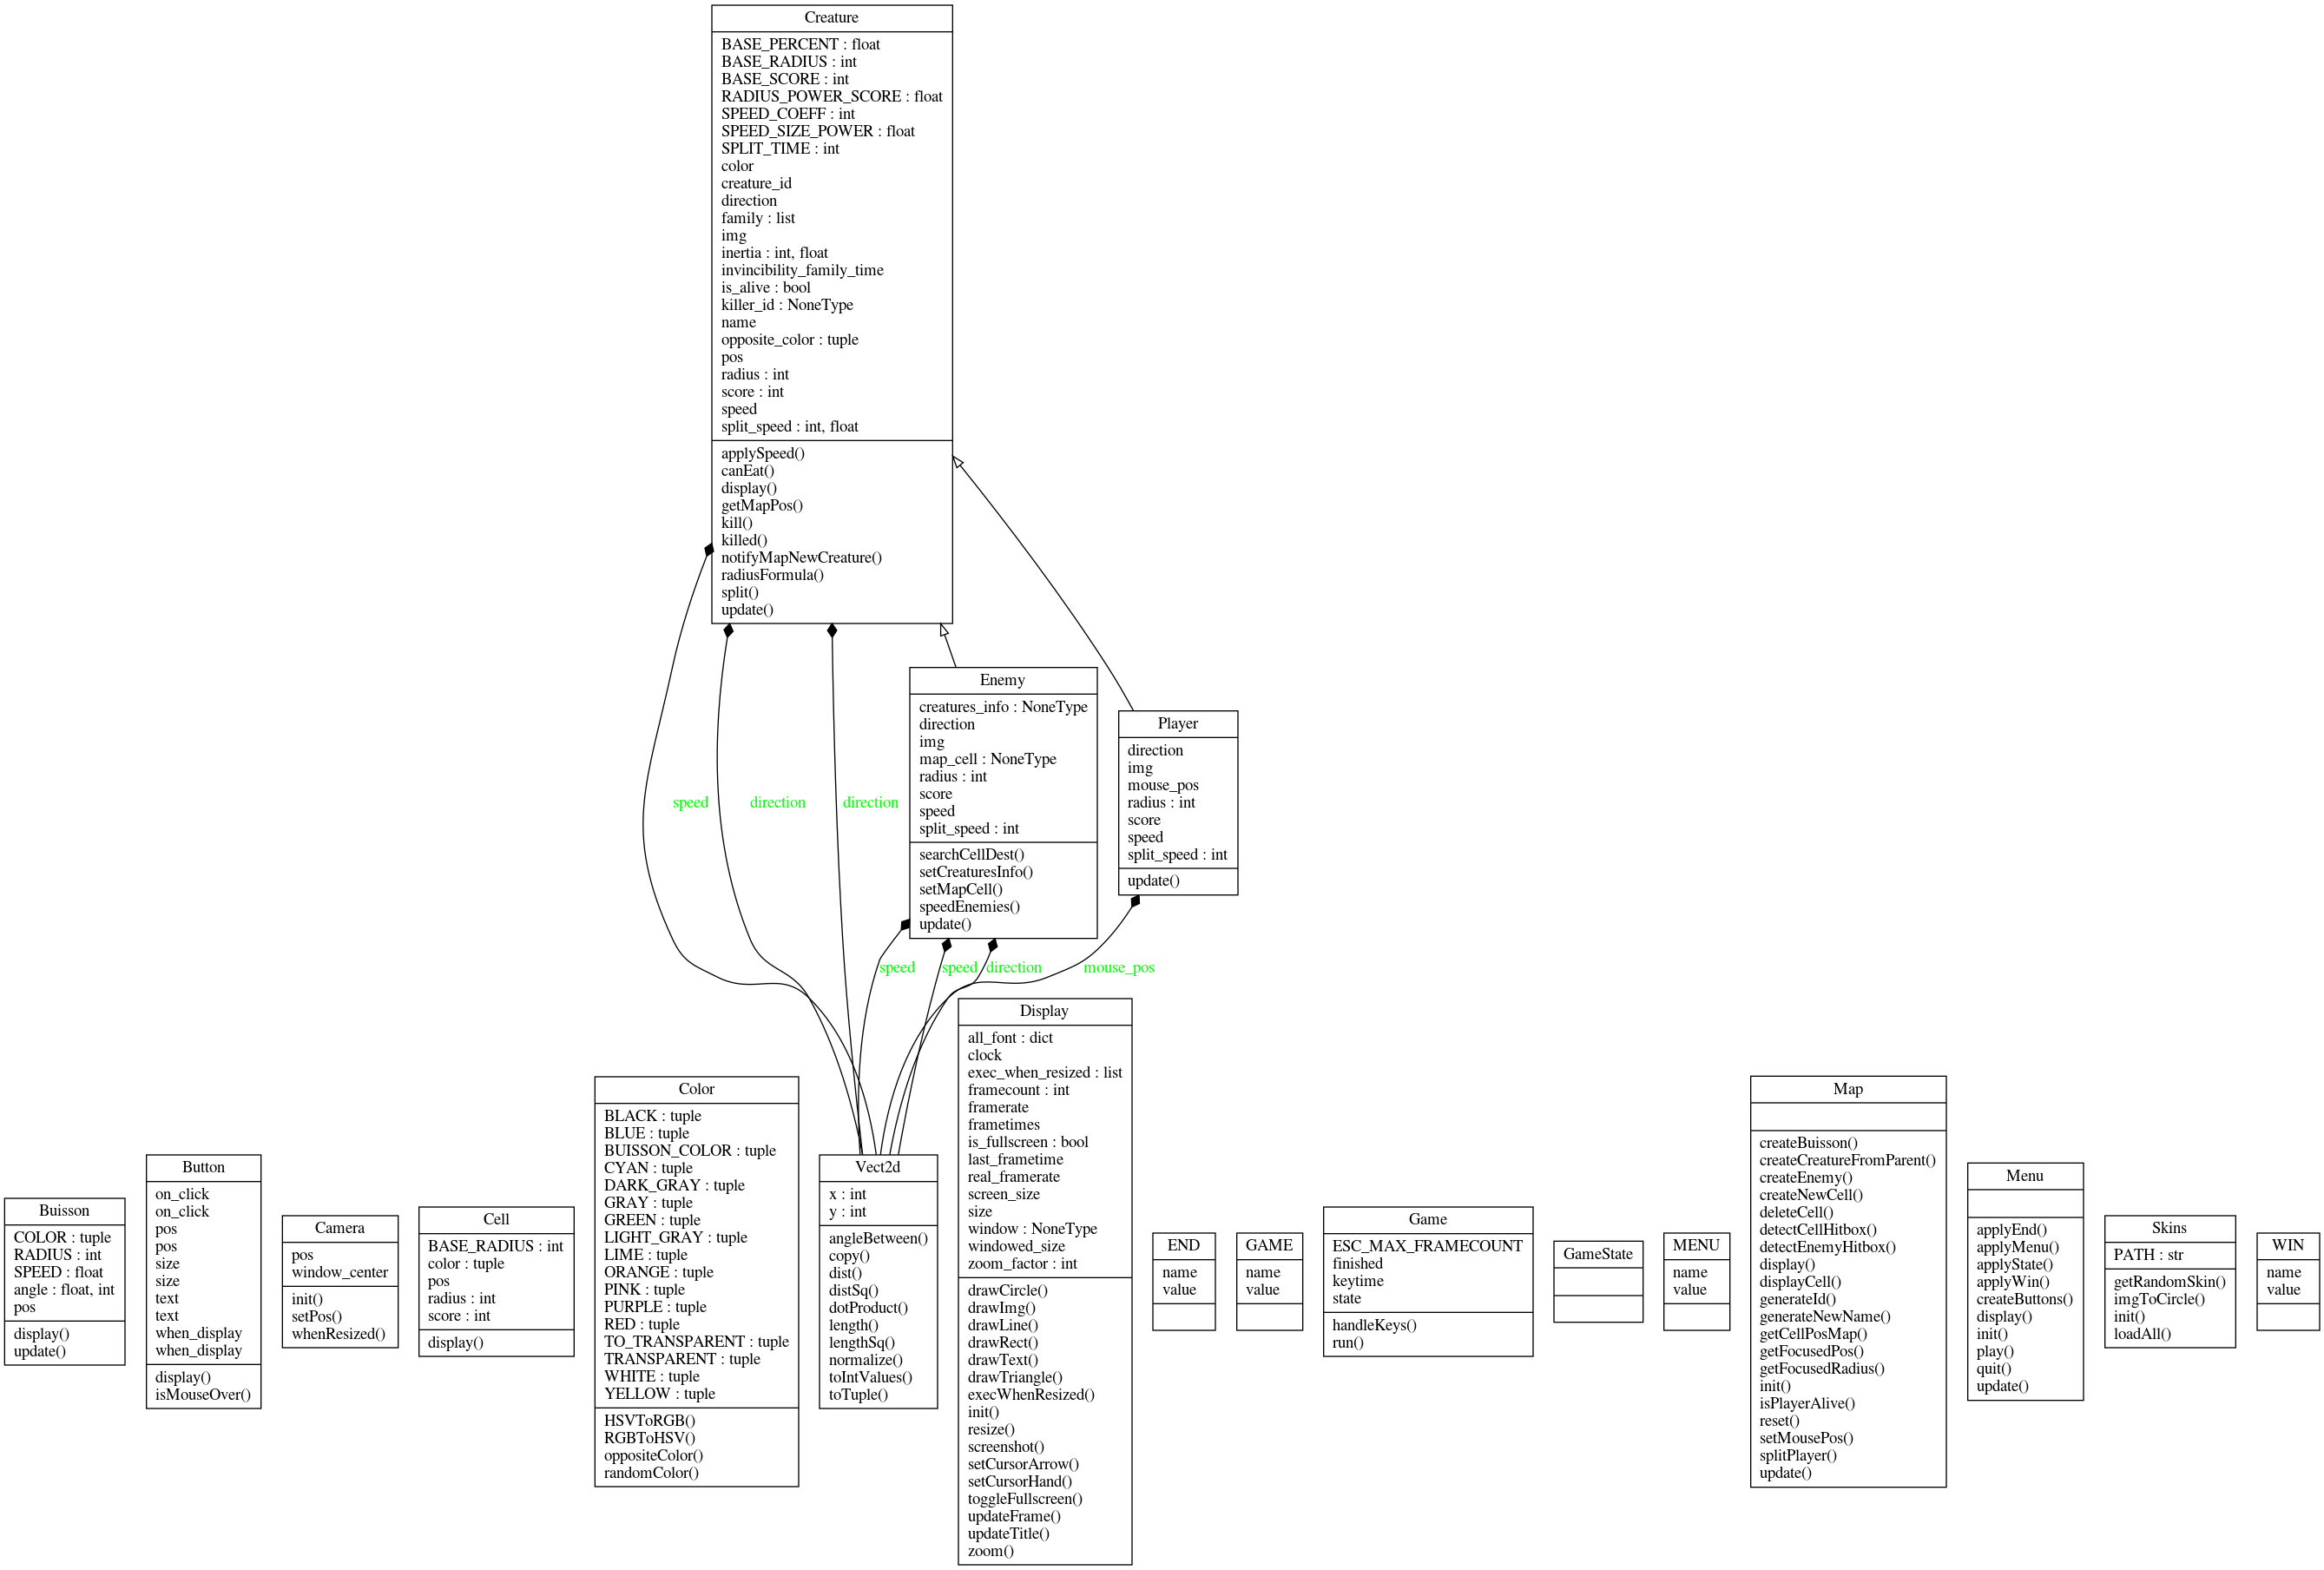 Creature
BASE_PERCENT : float
BASE_RADIUS : int
BASE_SCORE : int
RADIUS_POWER_SCORE : float
SPEED_COEFF : int
SPEED_SIZE_POWER : float
SPLIT_TIME : int
color
creature_id
direction
family : list
img
inertia : int, float
invincibility_family_time
is_alive : bool
killer_id : NoneType
name
opposite_color : tuple
pos
radius : int
score : int
speed
split_speed : int, float
applySpeed()
canEat()
display()
getMapPos()
kill()
killed()
notifyMapNewCreature()
radiusFormula()
split()
update()
Enemy
creatures_info : NoneType
direction
img
map_cell : NoneType
radius : int
score
speed
split_speed : int
searchCellDest()
setCreaturesInfo()
setMapCell()
speedEnemies()
update()
Player
direction
img
mouse_pos
radius : int
score
speed
split_speed : int
update()
speed
direction
direction
speed
speed
direction
mouse_pos
Buisson
COLOR : tuple
RADIUS : int
SPEED : float
angle : float, int
pos
display()
update()
Button
on_click
on_click
pos
pos
size
size
text
text
when_display
when_display
display()
isMouseOver()
Camera
pos
window_center
init()
setPos()
whenResized()
Cell
BASE_RADIUS : int
color : tuple
pos
radius : int
score : int
display()
Color
BLACK : tuple
BLUE : tuple
BUISSON_COLOR : tuple
CYAN : tuple
DARK_GRAY : tuple
GRAY : tuple
GREEN : tuple
LIGHT_GRAY : tuple
LIME : tuple
ORANGE : tuple
PINK : tuple
PURPLE : tuple
RED : tuple
TO_TRANSPARENT : tuple
TRANSPARENT : tuple
WHITE : tuple
YELLOW : tuple
HSVToRGB()
RGBToHSV()
oppositeColor()
randomColor()
Vect2d
x : int
y : int
angleBetween()
copy()
dist()
distSq()
dotProduct()
length()
lengthSq()
normalize()
toIntValues()
toTuple()
Display
all_font : dict
clock
exec_when_resized : list
framecount : int
framerate
frametimes
is_fullscreen : bool
last_frametime
real_framerate
screen_size
size
window : NoneType
windowed_size
zoom_factor : int
drawCircle()
drawImg()
drawLine()
drawRect()
drawText()
drawTriangle()
execWhenResized()
init()
resize()
screenshot()
setCursorArrow()
setCursorHand()
toggleFullscreen()
updateFrame()
updateTitle()
zoom()
END
name
value
GAME
name
value
Game
ESC_MAX_FRAMECOUNT
finished
keytime
state
handleKeys()
run()
GameState
MENU
name
value
Map
createBuisson()
createCreatureFromParent()
createEnemy()
createNewCell()
deleteCell()
detectCellHitbox()
detectEnemyHitbox()
display()
displayCell()
generateId()
generateNewName()
getCellPosMap()
getFocusedPos()
getFocusedRadius()
init()
isPlayerAlive()
reset()
setMousePos()
splitPlayer()
update()
Menu
applyEnd()
applyMenu()
applyState()
applyWin()
createButtons()
display()
init()
play()
quit()
update()
Skins
PATH : str
getRandomSkin()
imgToCircle()
init()
loadAll()
WIN
name
value